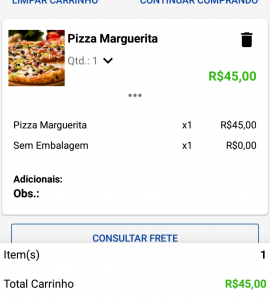 LIMPAR CARRINHO CONTINUAR COMPRANDO
Pizza Marguerita
Qtd.: 1
R$45,00
Pizza Marguerita x1 R$45,00
Sem Embalagem x1 R$0,00
Adicionais:
Obs.:
CONSULTAR FRETE
Item(s) 1
Total Carrinho R$45,00